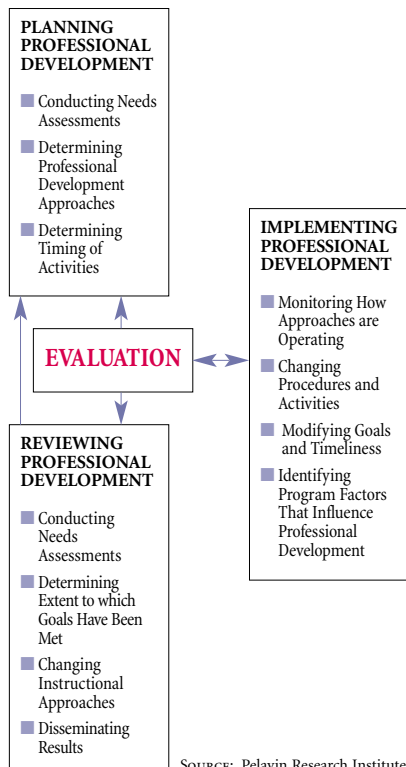 PLANNING
PROFESSIONAL
DEVELOPMENT
Conducting Needs
Assessments
Determining
Professional
Development
Approaches
Determining
Timing of
Activities
EVALUATION
IMPLEMENTING
PROFESSIONAL
DEVELOPMENT
Monitoring How
Approaches are
Operating
Changing
Procedures and
Activities
Modifying Goals
and Timeliness
Identifying
Program Factors
That Influence
Professional
Development
REVIEWING
PROFESSIONAL
DEVELOPMENT
Conducting
Needs
Assessments
Determining
Extent to which
Goals Have Been
Met
Changing
Instructional
Approaches
Disseminating
Results
SOURCE: Pelavin Research Institute